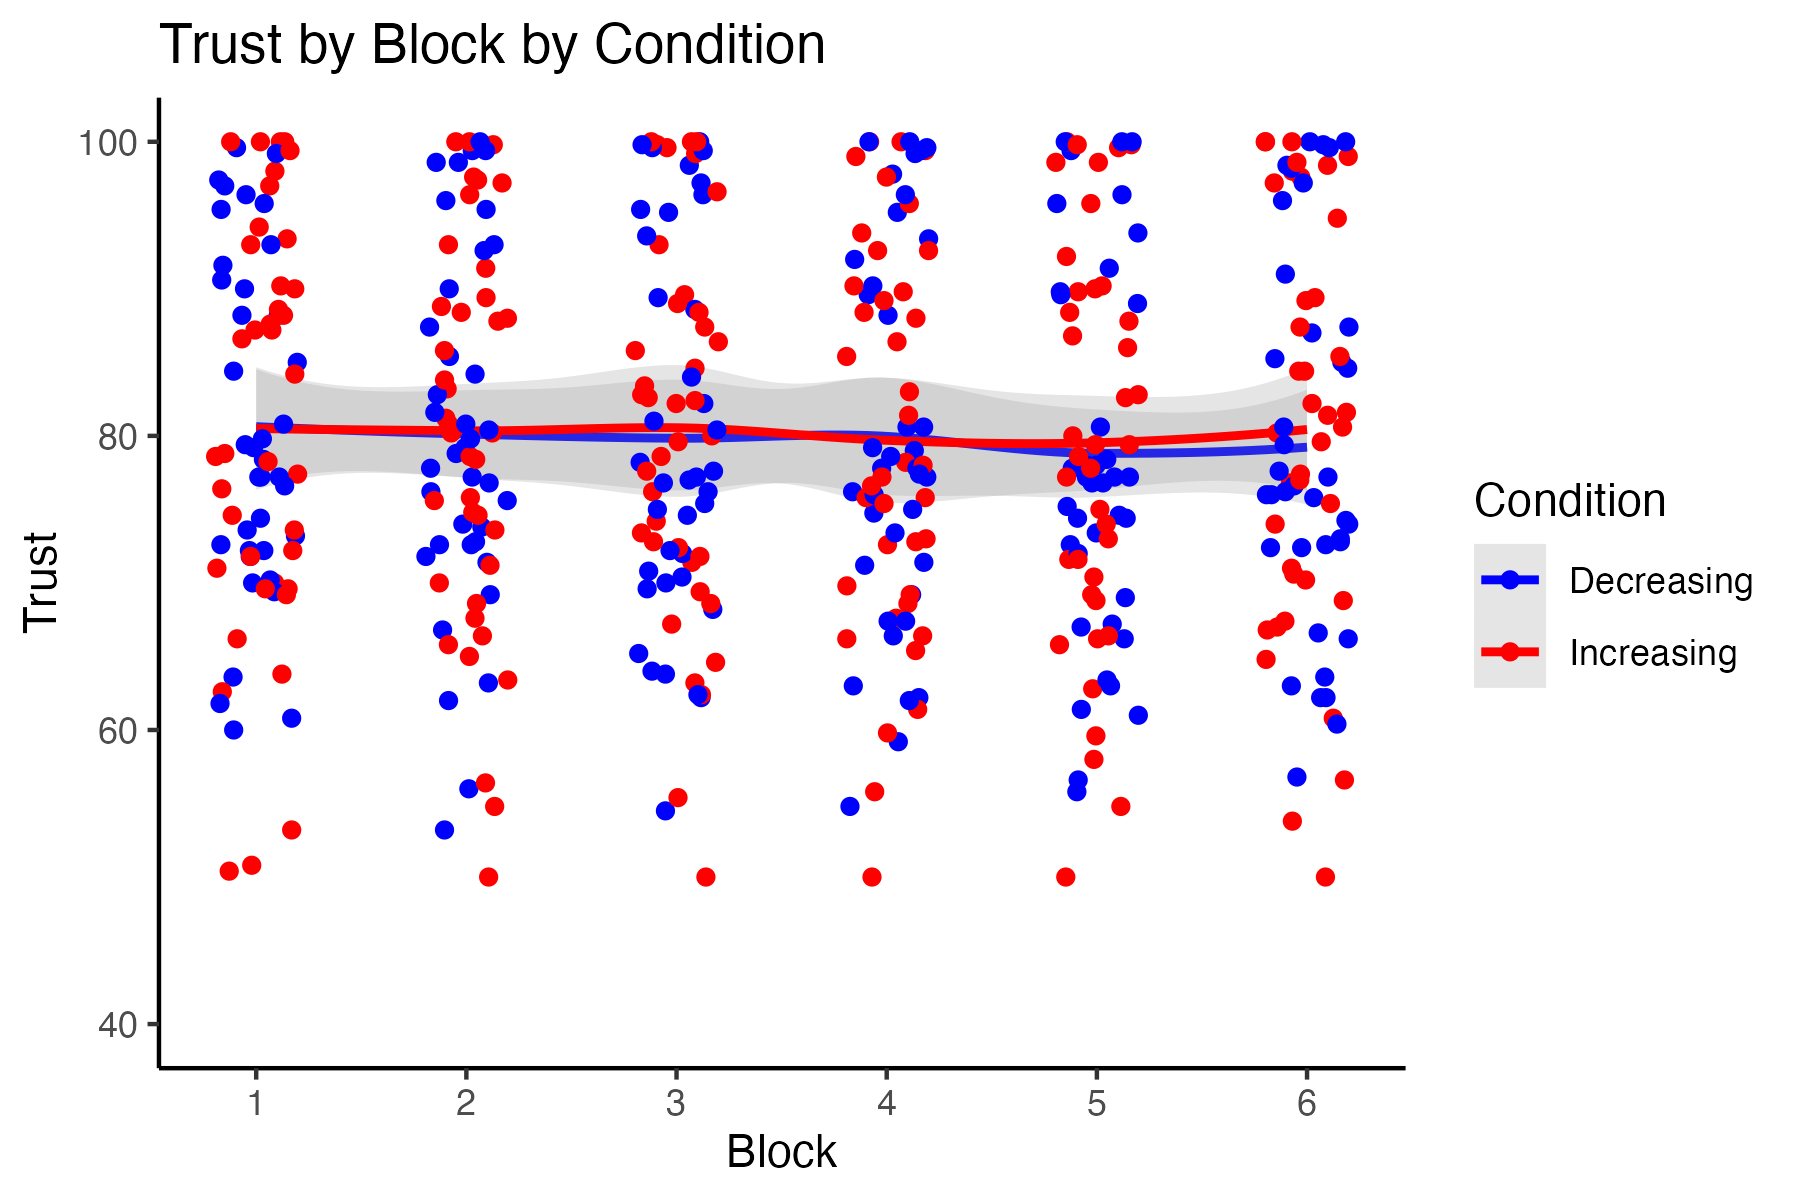 Trust by Block by Condition
Trust
100
80
60
40
1 2 3 4 5 6
Block
Condition
Decreasing
Increasing